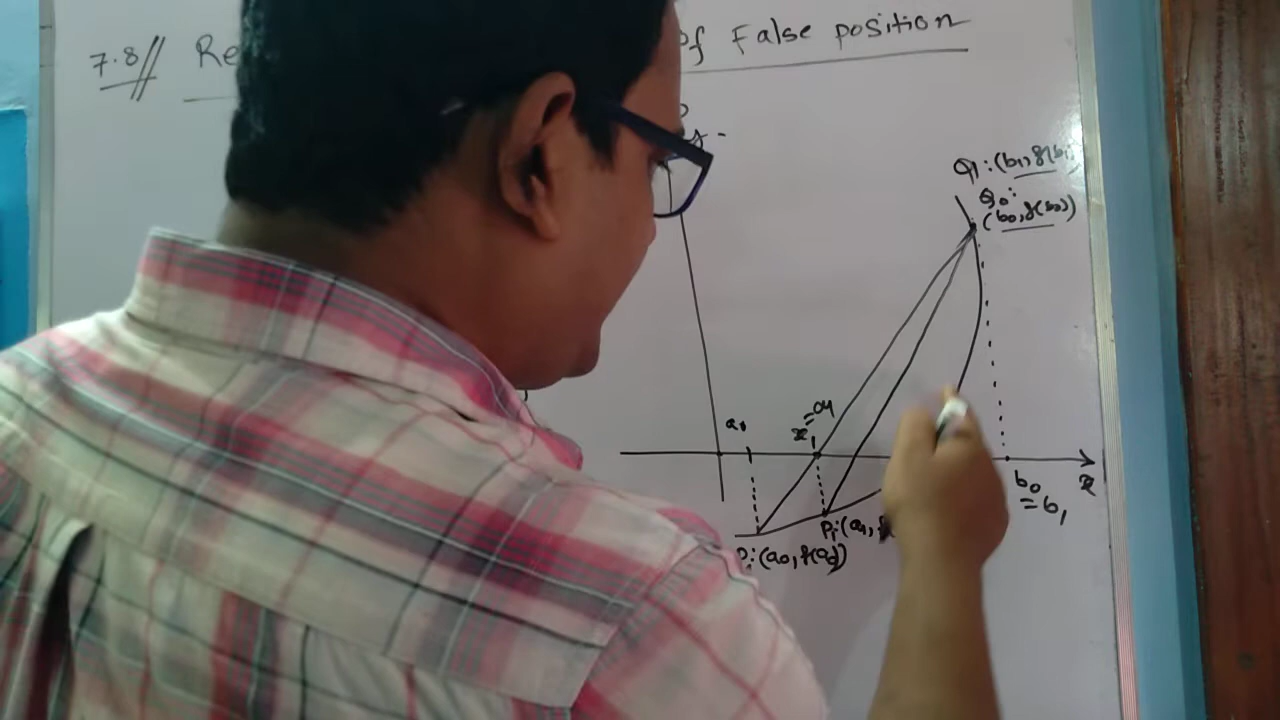 7.8// Re of False position
Q1:(b1, f(b1
Q0:
(b0, f(b0))
a0
x1 = a1
b0
= b1
x
P1:(a1, f
:(a0, f(a0))